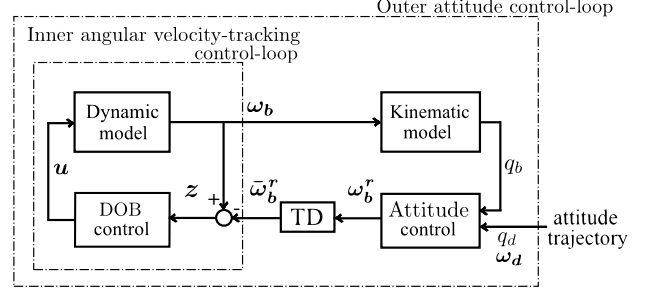 Outer attitude control-loop
Inner angular velocity-tracking
control-loop
Dynamic
model
ω_b
Kinematic
model
u
q_b
z
+
-
ω̄_b^r
ω_b^r
DOB
control
TD
Attitude
control
attitude
trajectory
q_d
ω_d